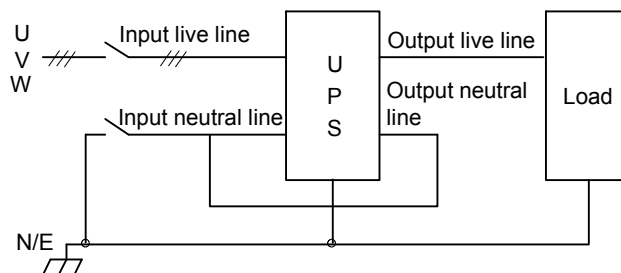 U
V
W
Input live line
Input neutral line
U
P
S
Output live line
Output neutral
line
Load
N/E